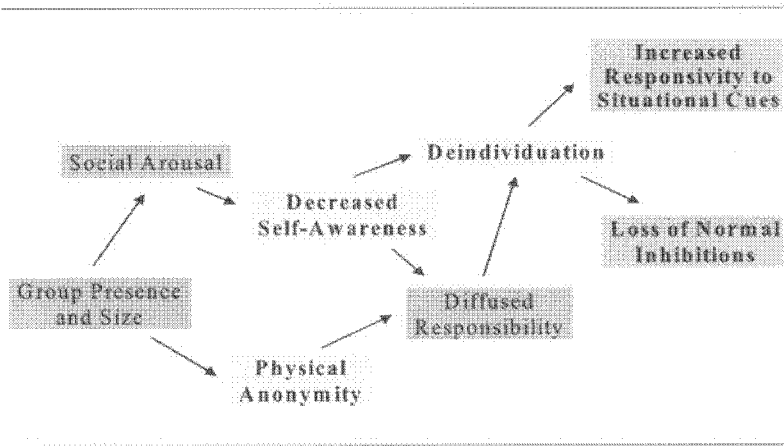 Increased
Responsivity to
Situational Cues
Social Arousal
Deindividuation
Decreased
Self-Awareness
Loss of Normal
Inhibitions
Group Presence
and Size
Diffused
Responsibility
Physical
Anonymity